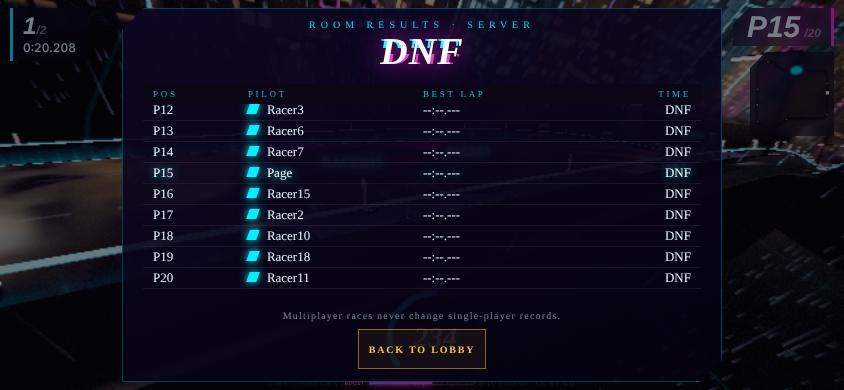 ROOM RESULTS · SERVER
DNF
1/2
0:20.208
P15 /20
POS PILOT BEST LAP TIME
P12 Racer3 --:--.--- DNF
P13 Racer6 --:--.--- DNF
P14 Racer7 --:--.--- DNF
P15 Page --:--.--- DNF
P16 Racer15 --:--.--- DNF
P17 Racer2 --:--.--- DNF
P18 Racer10 --:--.--- DNF
P19 Racer18 --:--.--- DNF
P20 Racer11 --:--.--- DNF
Multiplayer races never change single-player records.
234
BACK TO LOBBY
BOOST